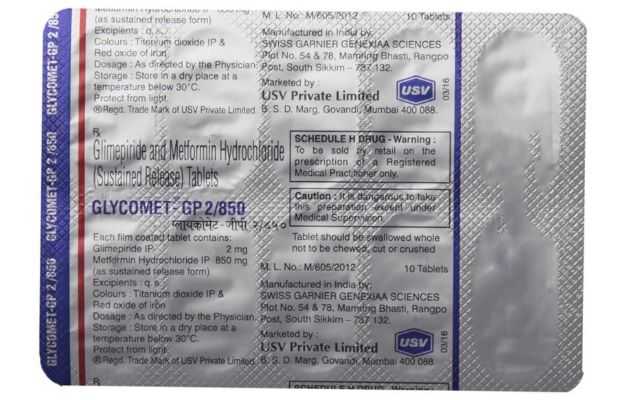 GLYCOMET-GP 2/850
GLYCOMET-GP 2/850
GLYCOMET-GP 2/850
(as sustained release form)
Excipients : q.s.
Colours : Titanium dioxide IP &
Red oxide of iron
Dosage : As directed by the Physician.
Storage : Store in a dry place at a
temperature below 30°C.
Protect from light.
®Regd. Trade Mark of USV Private Limited
M. L. No.: M/605/2012
10 Tablets
Manufactured in India by:
SWISS GARNIER GENEXIAA SCIENCES
Plot No. 54 & 78, Mamring Bhasti, Rangpo
Post, South Sikkim – 737 132.
Marketed by :
USV Private Limited
B. S. D. Marg, Govandi, Mumbai 400 088.
USV
03/16
℞
Glimepiride and Metformin Hydrochloride
(Sustained Release) Tablets
GLYCOMET-GP 2/850
ग्लायकोमेट-जीपी २/८५०
Each film coated tablet contains:
Glimepiride IP 2 mg
Metformin Hydrochloride IP 850 mg
(as sustained release form)
Excipients : q. s.
Colours : Titanium dioxide IP &
Red oxide of iron
Dosage : As directed by the Physician.
Storage : Store in a dry place at a
temperature below 30°C.
Protect from light.
®Regd. Trade Mark of USV Private Limited
℞
SCHEDULE H DRUG - Warning :
To be sold by retail on the
prescription of a Registered
Medical Practitioner only.
Caution : It is dangerous to take
this preparation except under
Medical Supervision.
Tablet should be swallowed whole
not to be chewed, cut or crushed
M. L. No.: M/605/2012
10 Tablets
Manufactured in India by:
SWISS GARNIER GENEXIAA SCIENCES
Plot No. 54 & 78, Mamring Bhasti, Rangpo
Post, South Sikkim – 737 132.
Marketed by :
USV Private Limited
B. S. D. Marg, Govandi, Mumbai 400 088.
USV
03/16
SCHEDULE H DRUG - Warning :